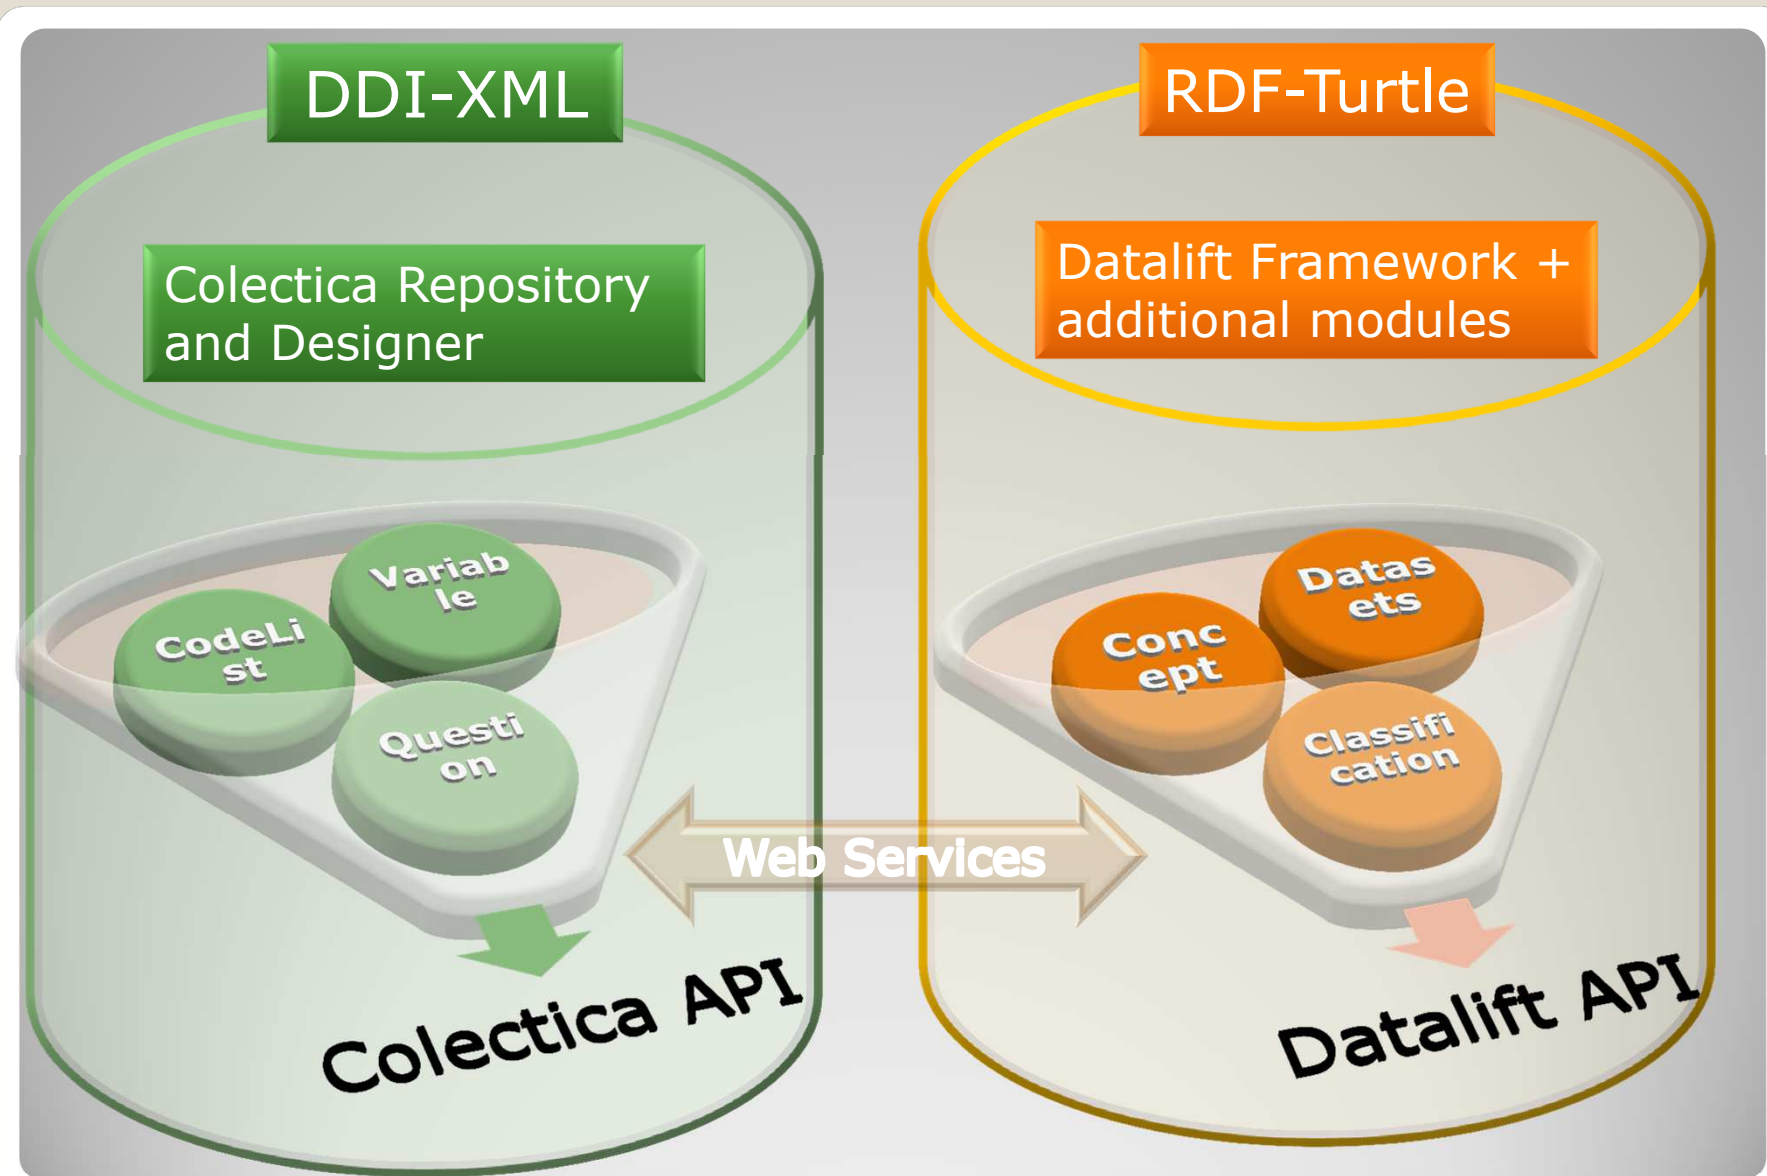 DDI-XML
Colectica Repository
and Designer
Variab
le
CodeLi
st
Questi
on
Colectica API
Web Services
RDF-Turtle
Datalift Framework +
additional modules
Datas
ets
Conc
ept
Classifi
cation
Datalift API